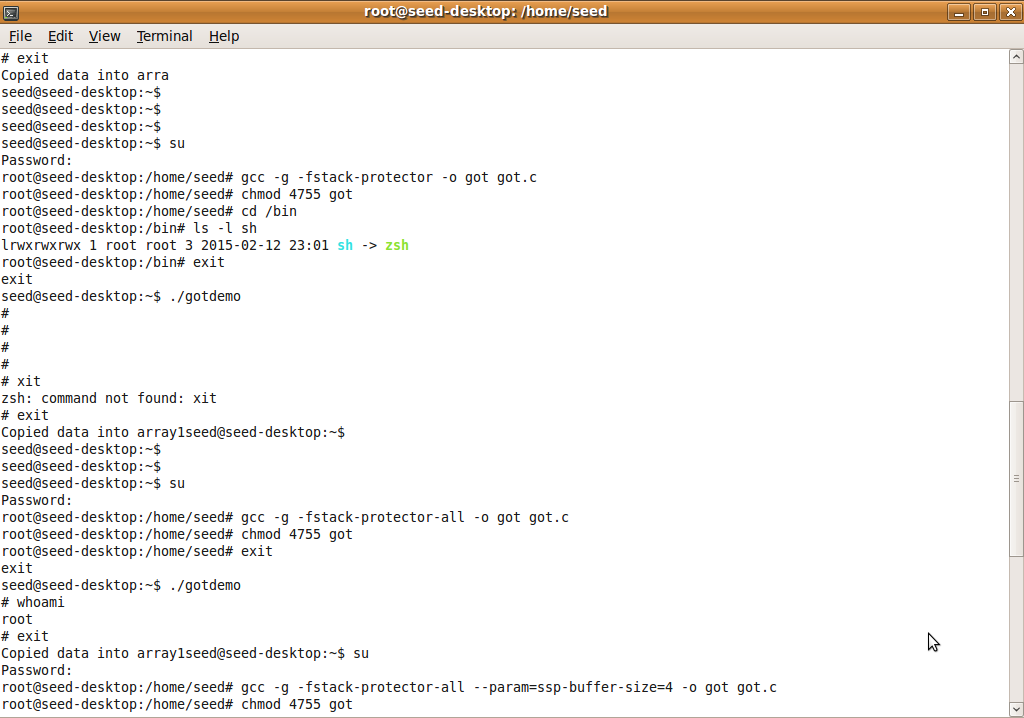 root@seed-desktop: /home/seed
File Edit View Terminal Help
# exit
Copied data into arra
seed@seed-desktop:~$
seed@seed-desktop:~$
seed@seed-desktop:~$
seed@seed-desktop:~$ su
Password:
root@seed-desktop:/home/seed# gcc -g -fstack-protector -o got got.c
root@seed-desktop:/home/seed# chmod 4755 got
root@seed-desktop:/home/seed# cd /bin
root@seed-desktop:/bin# ls -l sh
lrwxrwxrwx 1 root root 3 2015-02-12 23:01 sh -> zsh
root@seed-desktop:/bin# exit
exit
seed@seed-desktop:~$ ./gotdemo
#
#
#
#
# xit
zsh: command not found: xit
# exit
Copied data into array1seed@seed-desktop:~$
seed@seed-desktop:~$
seed@seed-desktop:~$
seed@seed-desktop:~$ su
Password:
root@seed-desktop:/home/seed# gcc -g -fstack-protector-all -o got got.c
root@seed-desktop:/home/seed# chmod 4755 got
root@seed-desktop:/home/seed# exit
exit
seed@seed-desktop:~$ ./gotdemo
# whoami
root
# exit
Copied data into array1seed@seed-desktop:~$ su
Password:
root@seed-desktop:/home/seed# gcc -g -fstack-protector-all --param=ssp-buffer-size=4 -o got got.c
root@seed-desktop:/home/seed# chmod 4755 got